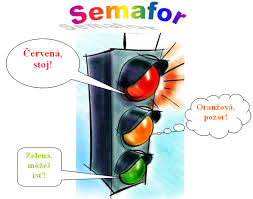 Semafor
Červená,
stoj!
Oranžová,
pozor!
Zelená,
môžeš
ísť!